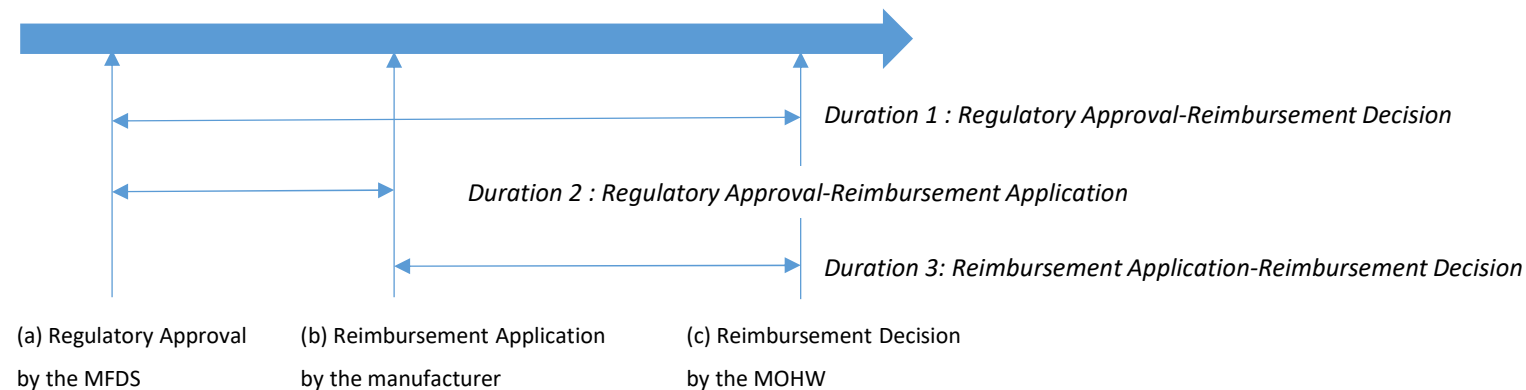 Duration 1 : Regulatory Approval-Reimbursement Decision
Duration 2 : Regulatory Approval-Reimbursement Application
Duration 3: Reimbursement Application-Reimbursement Decision
(a) Regulatory Approval
by the MFDS
(b) Reimbursement Application
by the manufacturer
(c) Reimbursement Decision
by the MOHW